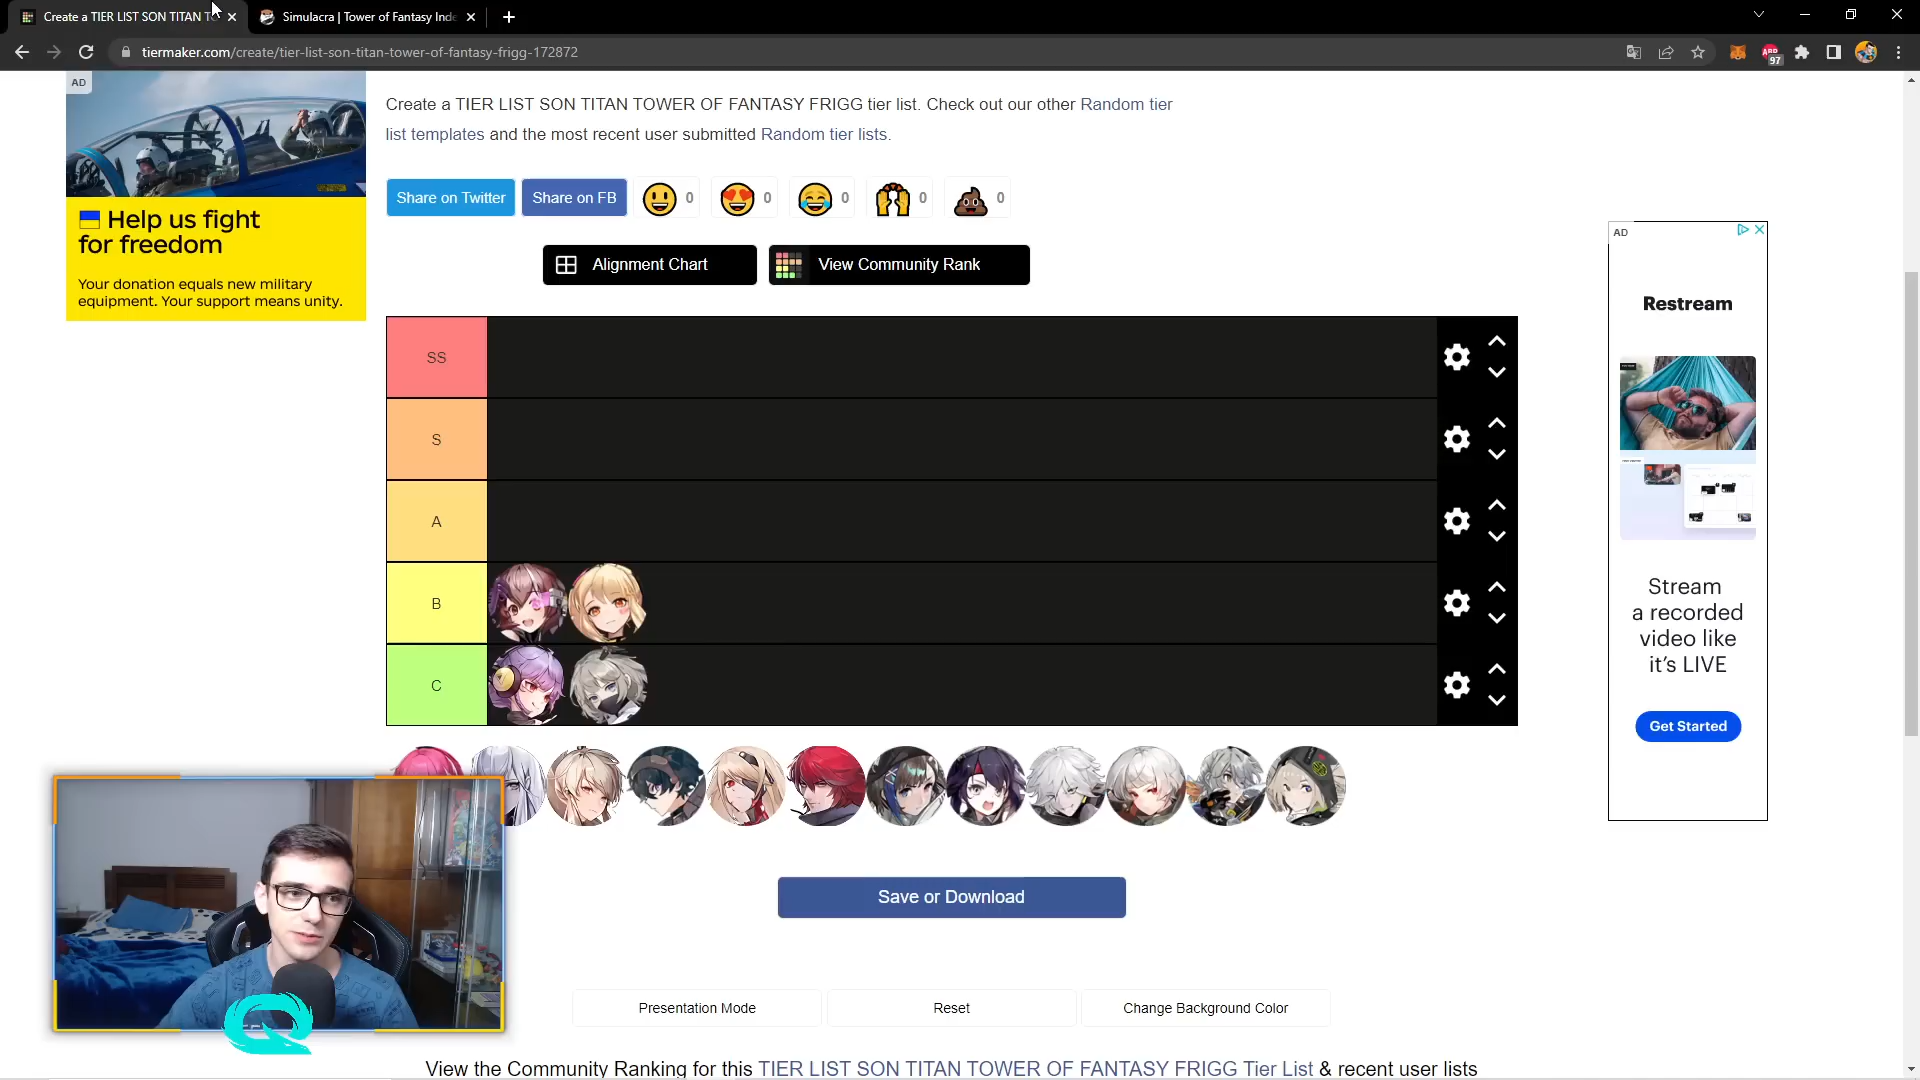 Create a TIER LIST SON TITAN TO
Simulacra | Tower of Fantasy Inde
tiermaker.com/create/tier-list-son-titan-tower-of-fantasy-frigg-172872
ABP
97
AD
Help us fight
for freedom
Your donation equals new military
equipment. Your support means unity.
Create a TIER LIST SON TITAN TOWER OF FANTASY FRIGG tier list. Check out our other Random tier
list templates and the most recent user submitted Random tier lists.
Share on Twitter
Share on FB
0
0
0
0
0
Alignment Chart
View Community Rank
SS
S
A
B
C
AD
Restream
Stream
a recorded
video like
it's LIVE
Get Started
Save or Download
Presentation Mode
Reset
Change Background Color
View the Community Ranking for this TIER LIST SON TITAN TOWER OF FANTASY FRIGG Tier List & recent user lists